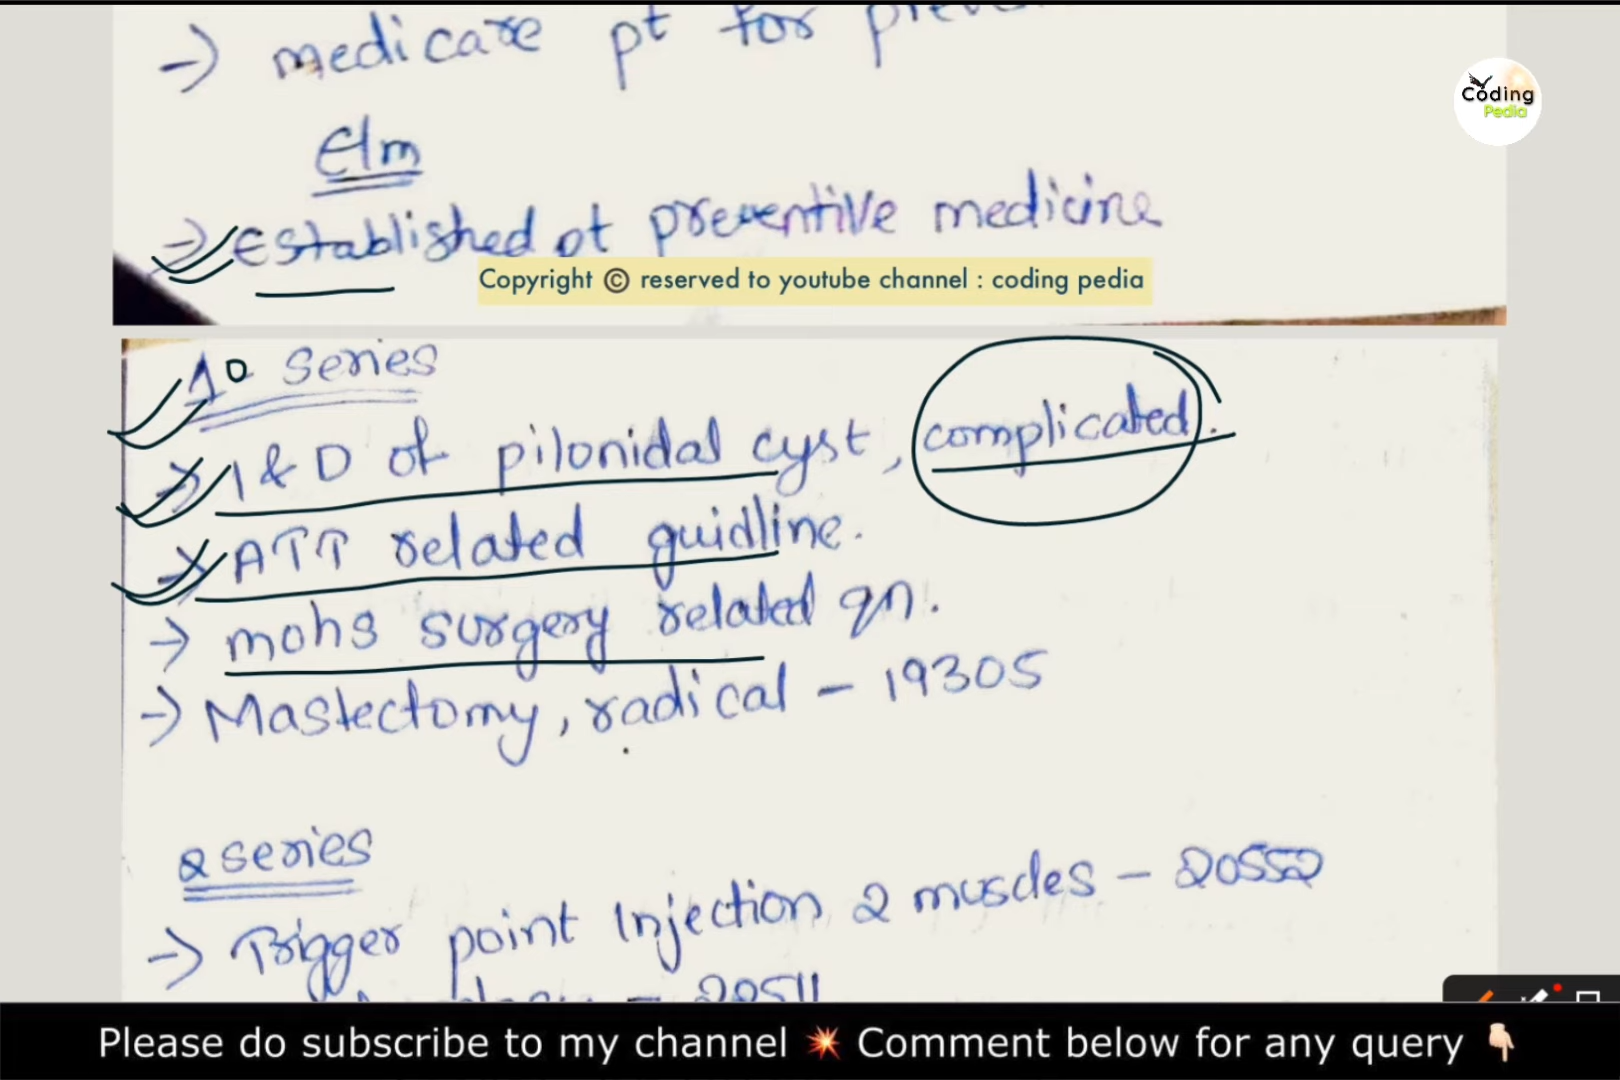 → medicare pt for
Coding
Pedia
E/m
→ Established pt preventive medicine
Copyright © reserved to youtube channel : coding pedia
10 series
→ I & D of pilonidal cyst, complicated.
→ ATT related guidline.
→ mohs surgery related qn.
→ Mastectomy, radical - 19305
2 series
→ Trigger point Injection 2 muscles - 20552
- 20511
Please do subscribe to my channel 💥 Comment below for any query 👇🏻